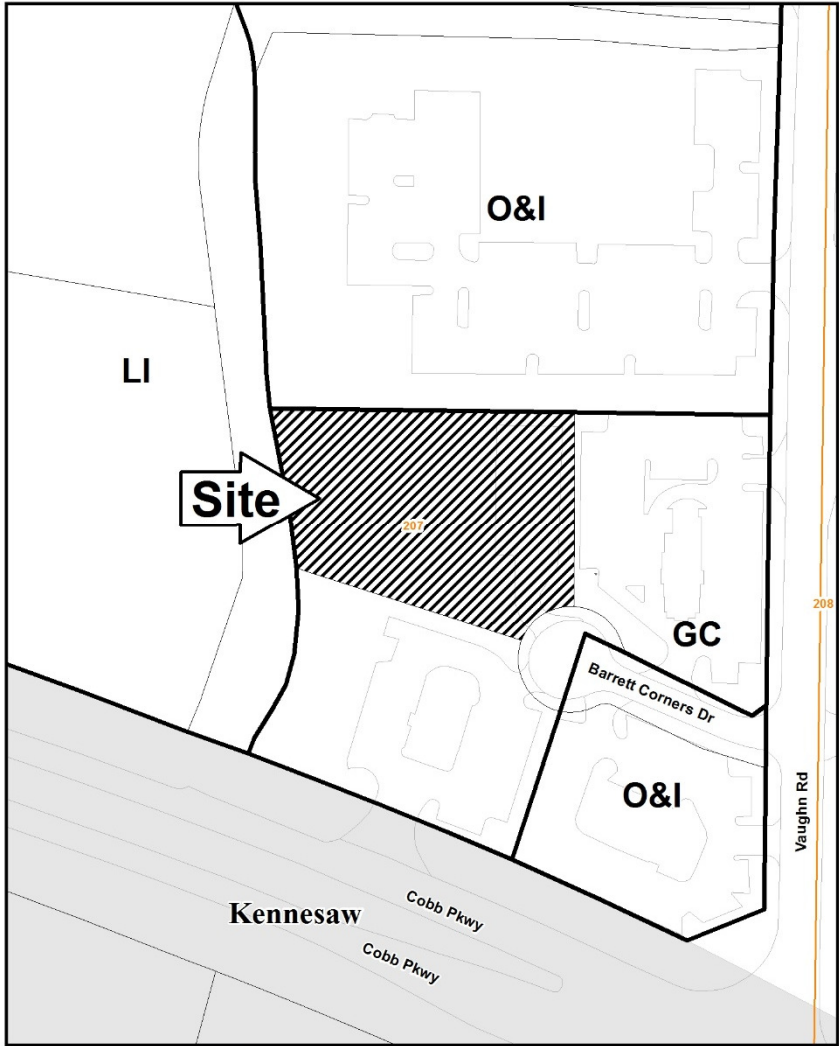 O&I
LI
Site
207
208
GC
Barrett Corners Dr
O&I
Vaughn Rd
Kennesaw
Cobb Pkwy
Cobb Pkwy